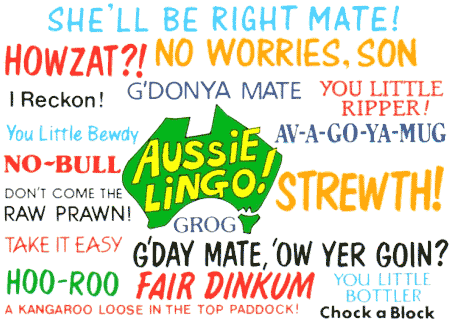 SHE'LL BE RIGHT MATE!
HOWZAT?!
NO WORRIES, SON
I Reckon!
G'DONYA MATE
YOU LITTLE
RIPPER!
You Little Bewdy
AUSSIE
LINGO!
AV-A-GO-YA-MUG
NO-BULL
STREWTH!
DON'T COME THE
RAW PRAWN!
GROG
TAKE IT EASY
G'DAY MATE, 'OW YER GOIN?
HOO-ROO
FAIR DINKUM
YOU LITTLE
BOTTLER
A KANGAROO LOOSE IN THE TOP PADDOCK!
Chock a Block